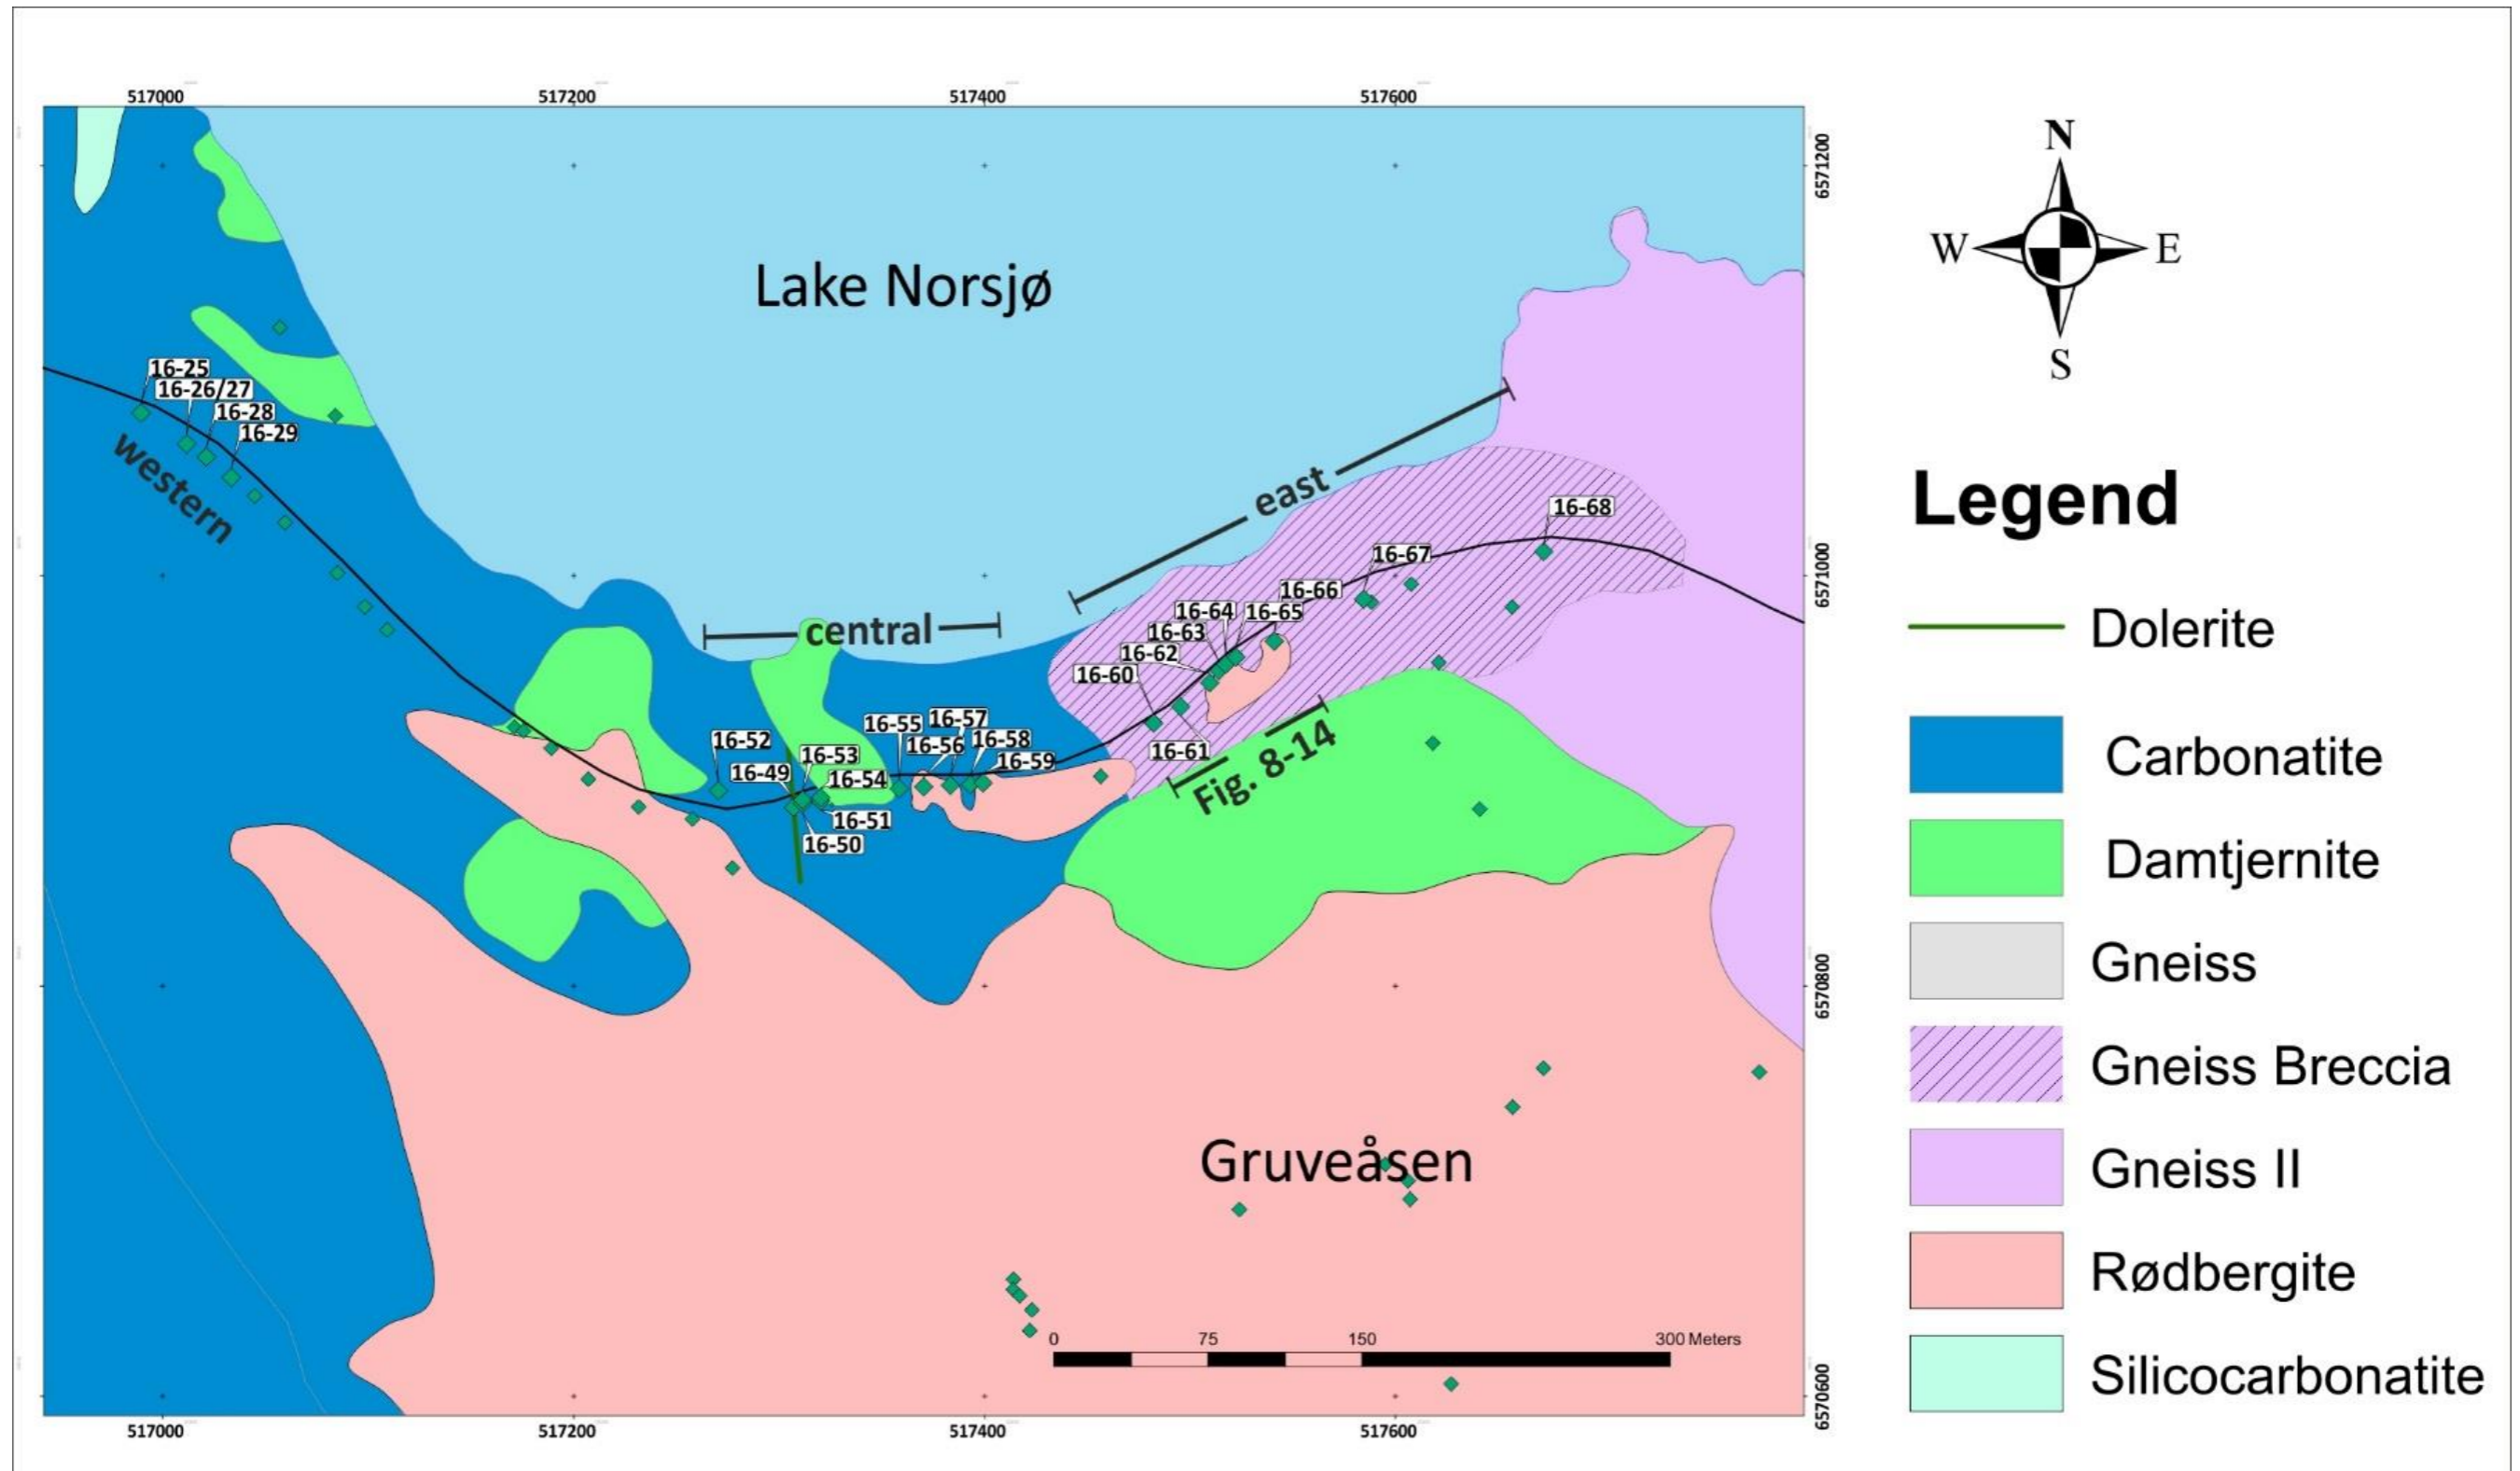 517000
517200
517400
517600
N
W
E
S
6571200
Lake Norsjø
16-25
16-26/27
16-28
16-29
western
east
Legend
16-68
16-67
16-66
16-64
16-65
6571000
central
16-63
Dolerite
16-62
16-60
16-55
16-57
16-52
16-56
16-58
16-61
16-53
16-59
Carbonatite
16-49
16-54
Fig. 8-14
16-51
16-50
Damtjernite
Gneiss
6570800
Gneiss Breccia
Gruveåsen
Gneiss II
Rødbergite
0
75
150
300 Meters
6570600
Silicocarbonatite
517000
517200
517400
517600